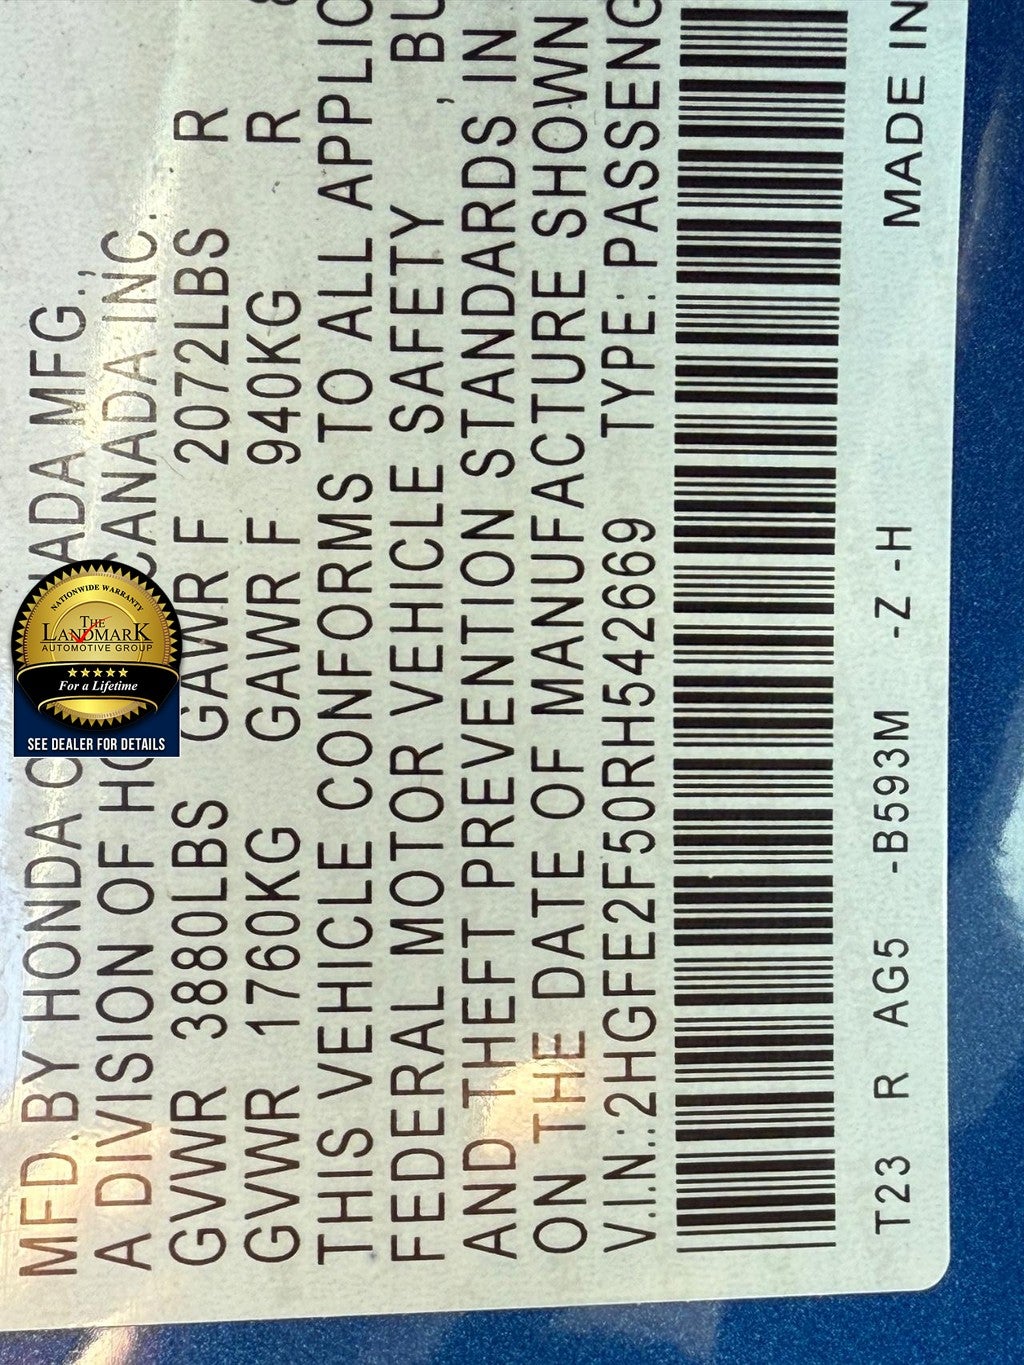 MFD.BY HONDA C NADA MFG.,
A DIVISION OF HO CANADA INC.
GVWR 3880LBS GAWR F 2072LBS R
GVWR 1760KG GAWR F 940KG R
THIS VEHICLE CONFORMS TO ALL APPLIC
FEDERAL MOTOR VEHICLE SAFETY , BU
AND THEFT PREVENTION STANDARDS IN
ON THE DATE OF MANUFACTURE SHOWN
V.I.N.:2HGFE2F50RH542669 TYPE: PASSENG
T23 R AG5 -B593M -Z -H MADE IN
NATIONWIDE WARRANTY
THE
LANDMARK
AUTOMOTIVE GROUP
For a Lifetime
SEE DEALER FOR DETAILS